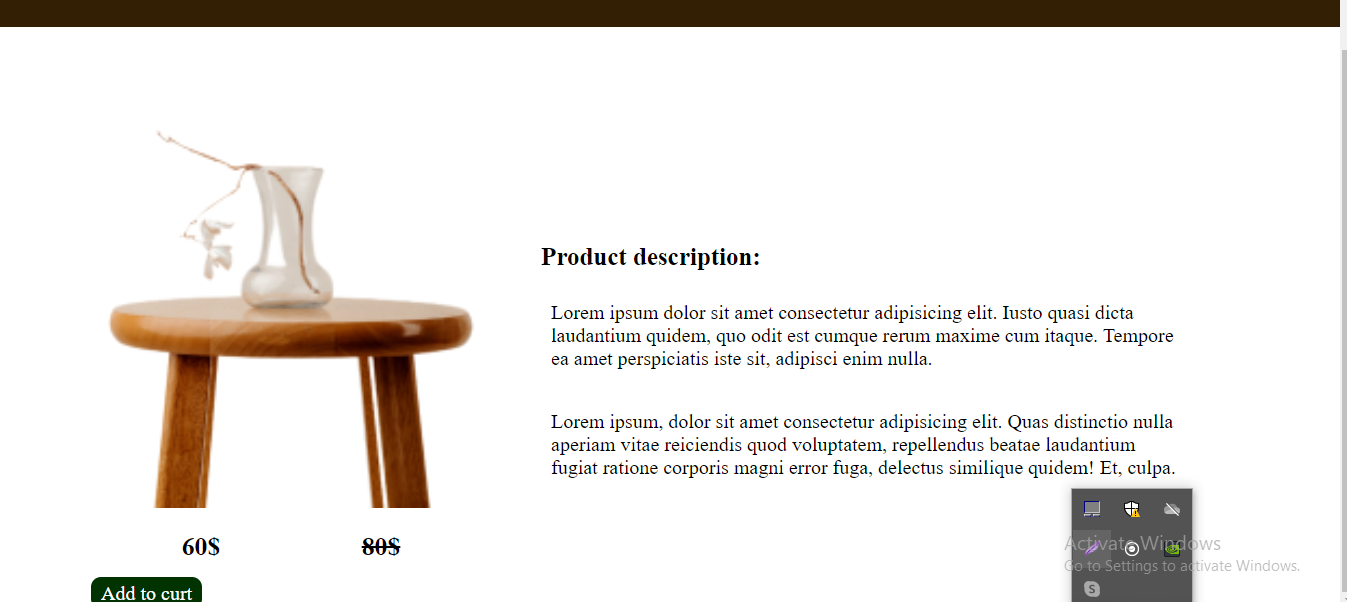 Product description:
Lorem ipsum dolor sit amet consectetur adipisicing elit. Iusto quasi dicta
laudantium quidem, quo odit est cumque rerum maxime cum itaque. Tempore
ea amet perspiciatis iste sit, adipisci enim nulla.
Lorem ipsum, dolor sit amet consectetur adipisicing elit. Quas distinctio nulla
aperiam vitae reiciendis quod voluptatem, repellendus beatae laudantium
fugiat ratione corporis magni error fuga, delectus similique quidem! Et, culpa.
60$ 80$
Add to curt
Activate Windows
Go to Settings to activate Windows.
S